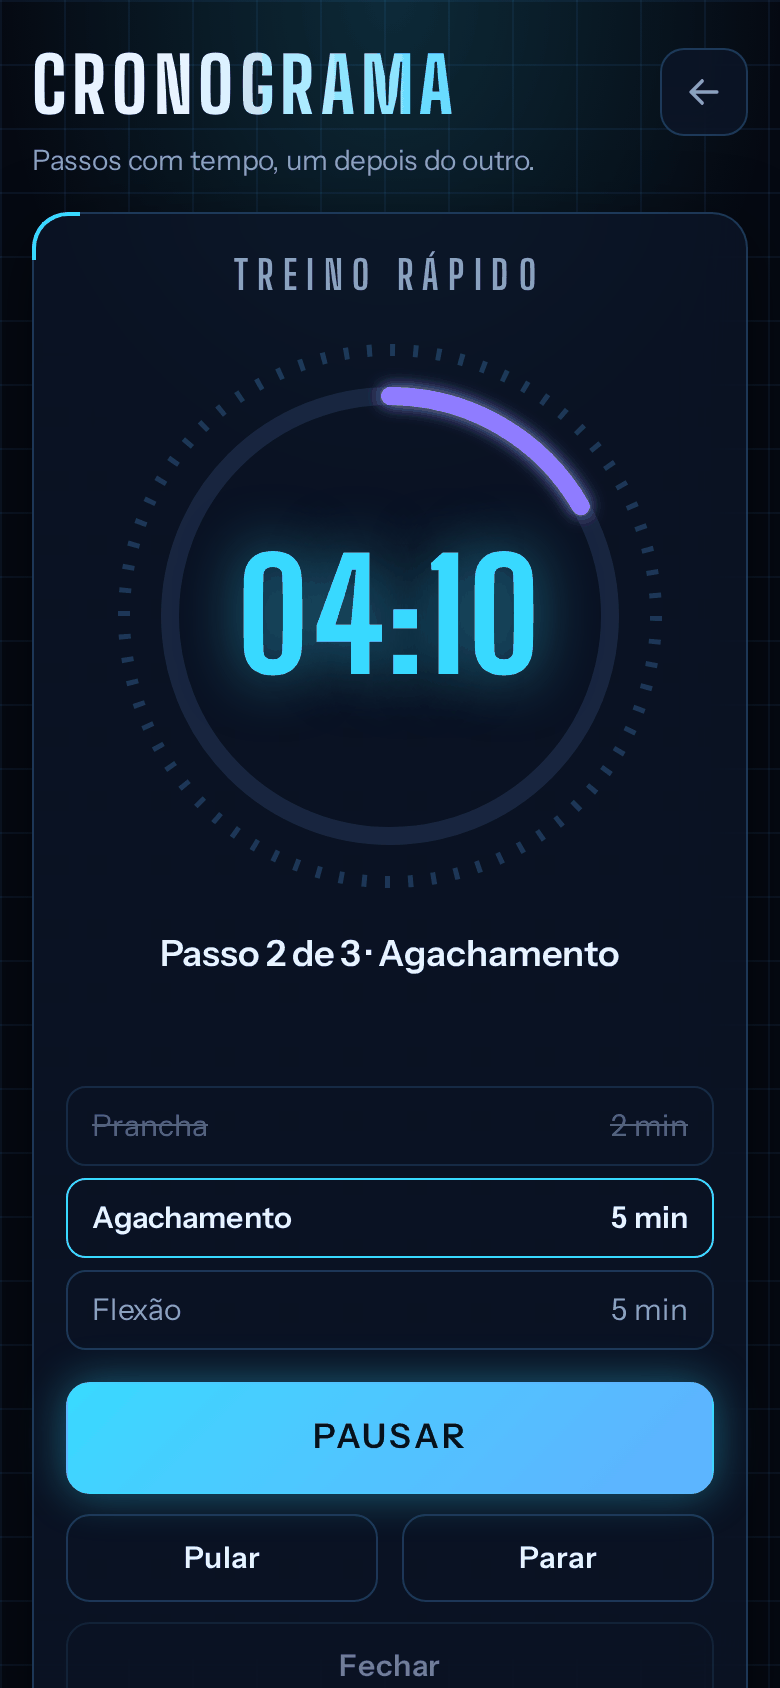 CRONOGRAMA
Passos com tempo, um depois do outro.
TREINO RÁPIDO
04:10
Passo 2 de 3 · Agachamento
Prancha 2 min
Agachamento 5 min
Flexão 5 min
PAUSAR
Pular Parar
Fechar